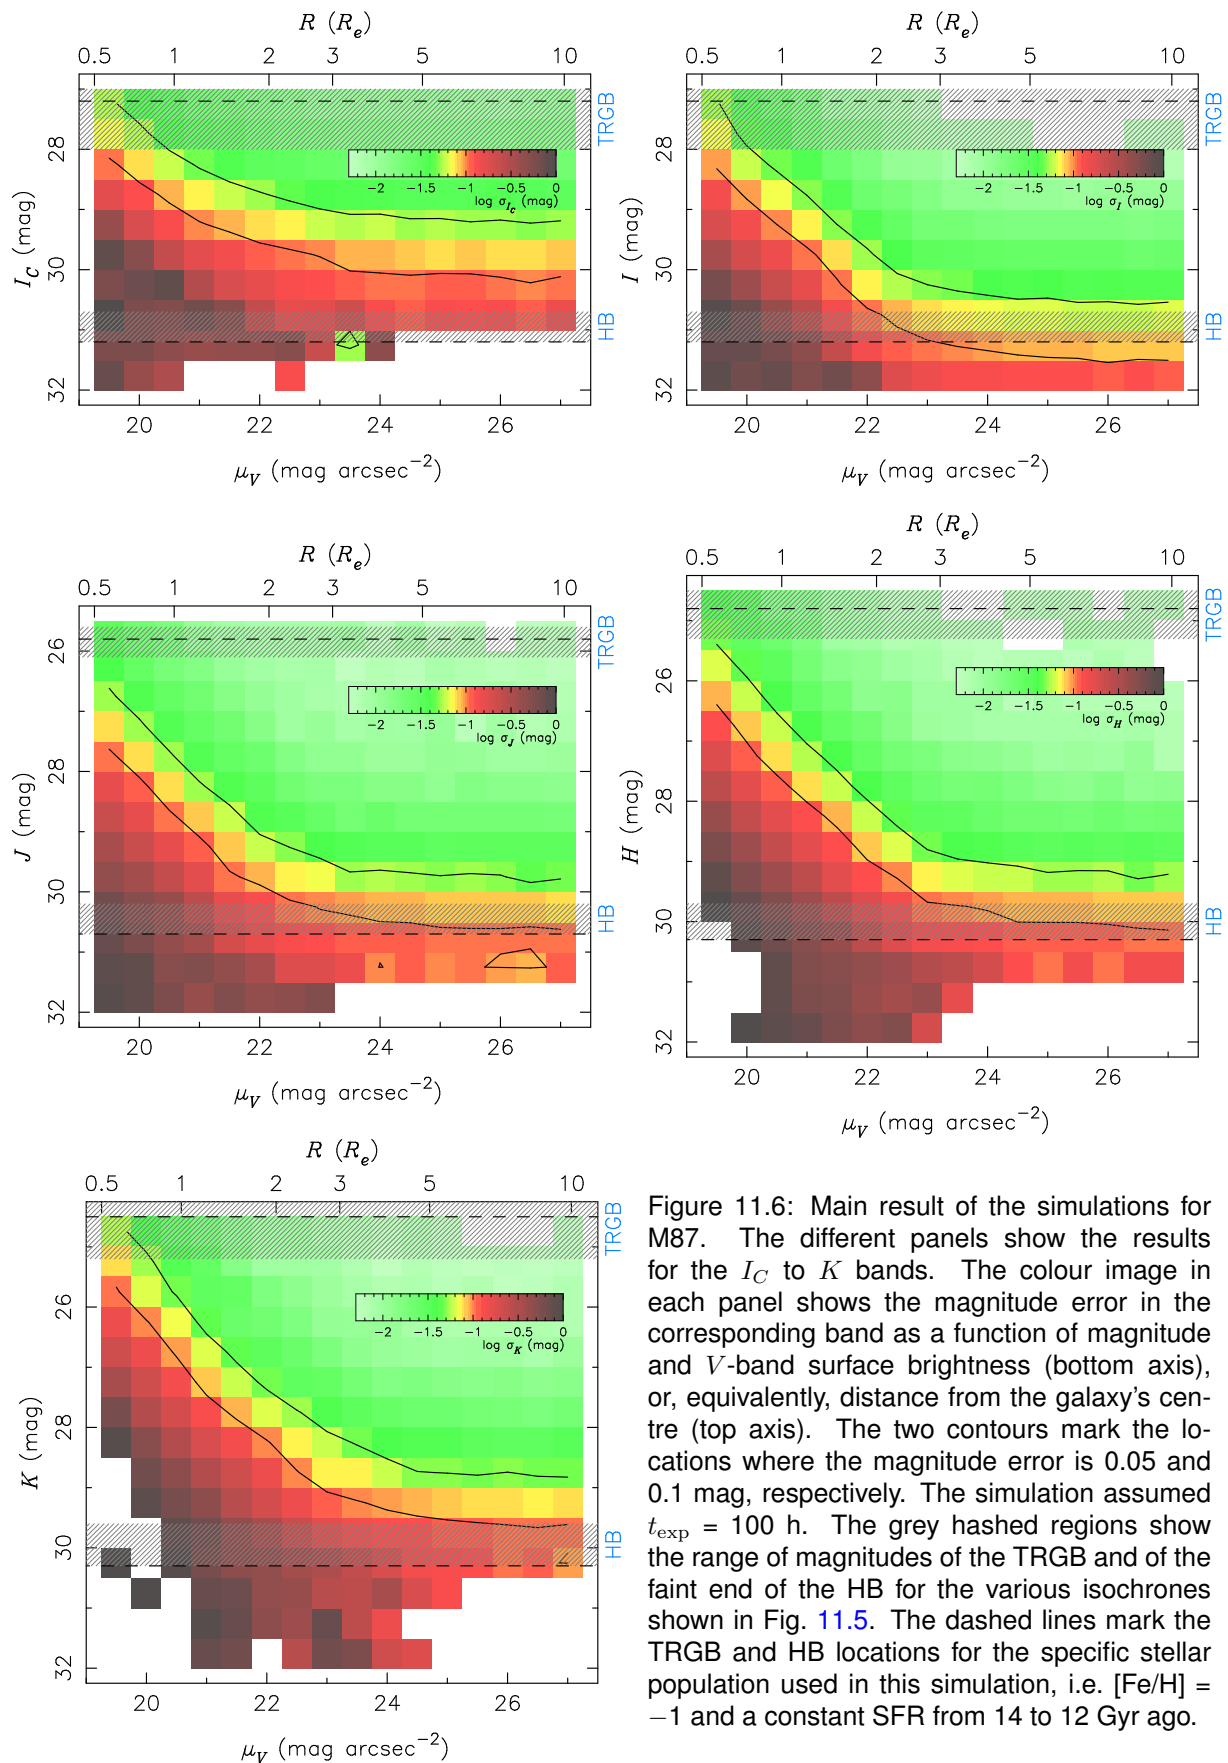 R (Rₑ)
0.5 1 2 3 5 10
28 30 32
I_C (mag)
TRGB
HB
−2 −1.5 −1 −0.5 0
log σ_{I_C} (mag)
20 22 24 26
μ_V (mag arcsec⁻²)
R (Rₑ)
0.5 1 2 3 5 10
28 30 32
I (mag)
TRGB
HB
−2 −1.5 −1 −0.5 0
log σ_I (mag)
20 22 24 26
μ_V (mag arcsec⁻²)
R (Rₑ)
0.5 1 2 3 5 10
26 28 30 32
J (mag)
TRGB
HB
−2 −1.5 −1 −0.5 0
log σ_J (mag)
20 22 24 26
μ_V (mag arcsec⁻²)
R (Rₑ)
0.5 1 2 3 5 10
26 28 30 32
H (mag)
TRGB
HB
−2 −1.5 −1 −0.5 0
log σ_H (mag)
20 22 24 26
μ_V (mag arcsec⁻²)
R (Rₑ)
0.5 1 2 3 5 10
26 28 30 32
K (mag)
TRGB
HB
−2 −1.5 −1 −0.5 0
log σ_K (mag)
20 22 24 26
μ_V (mag arcsec⁻²)
Figure 11.6: Main result of the simulations for
M87. The different panels show the results
for the I_C to K bands. The colour image in
each panel shows the magnitude error in the
corresponding band as a function of magnitude
and V-band surface brightness (bottom axis),
or, equivalently, distance from the galaxy's cen-
tre (top axis). The two contours mark the lo-
cations where the magnitude error is 0.05 and
0.1 mag, respectively. The simulation assumed
t_exp = 100 h. The grey hashed regions show
the range of magnitudes of the TRGB and of the
faint end of the HB for the various isochrones
shown in Fig. 11.5. The dashed lines mark the
TRGB and HB locations for the specific stellar
population used in this simulation, i.e. [Fe/H] =
−1 and a constant SFR from 14 to 12 Gyr ago.